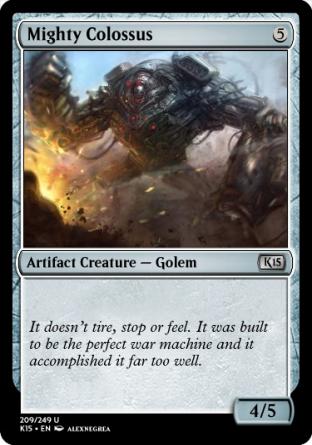 Mighty Colossus 5
Artifact Creature — Golem K15
It doesn't tire, stop or feel. It was built
to be the perfect war machine and it
accomplished it far too well.
4/5
209/249 U
K15 • EN ALEXNEGREA